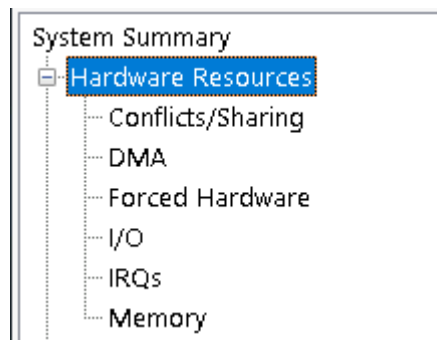 System Summary
Hardware Resources
Conflicts/Sharing
DMA
Forced Hardware
I/O
IRQs
Memory